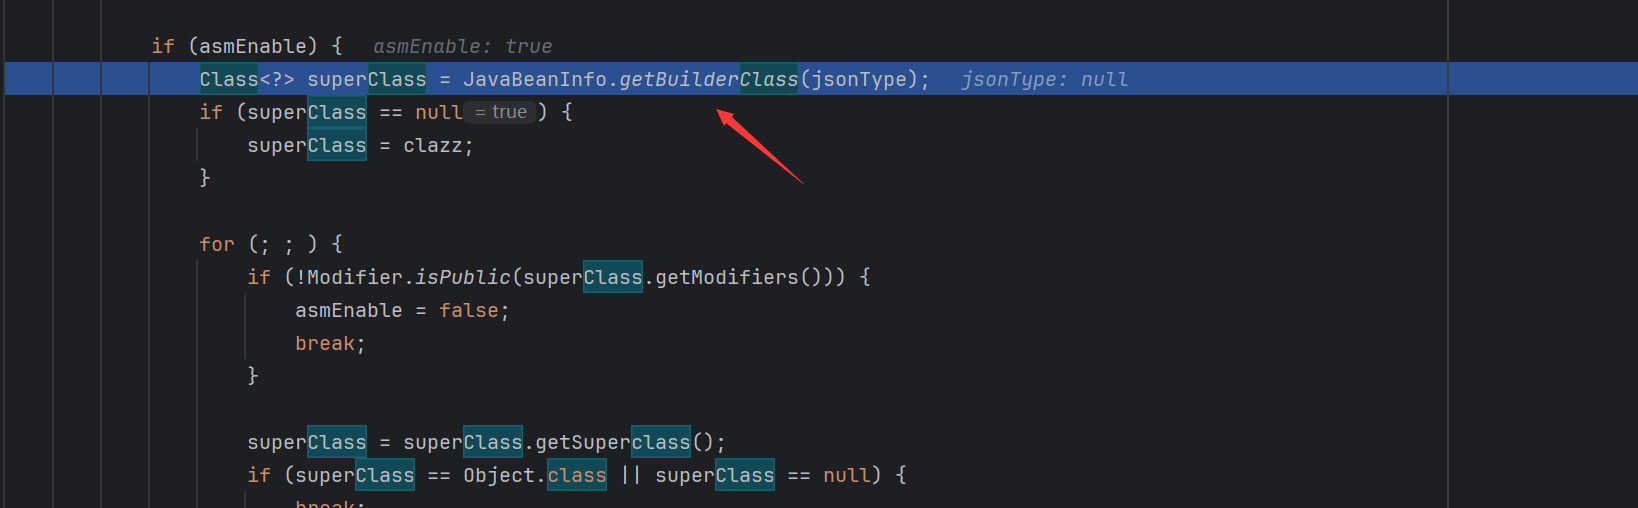 if (asmEnable) {   asmEnable: true
Class<?> superClass = JavaBeanInfo.getBuilderClass(jsonType);   jsonType: null
if (superClass == null = true ) {
superClass = clazz;
}
for (; ; ) {
if (!Modifier.isPublic(superClass.getModifiers())) {
asmEnable = false;
break;
}
superClass = superClass.getSuperclass();
if (superClass == Object.class || superClass == null) {
break;